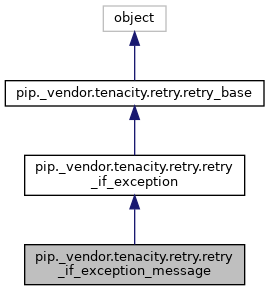 object
pip._vendor.tenacity.retry.retry_base
pip._vendor.tenacity.retry.retry
_if_exception
pip._vendor.tenacity.retry.retry
_if_exception_message